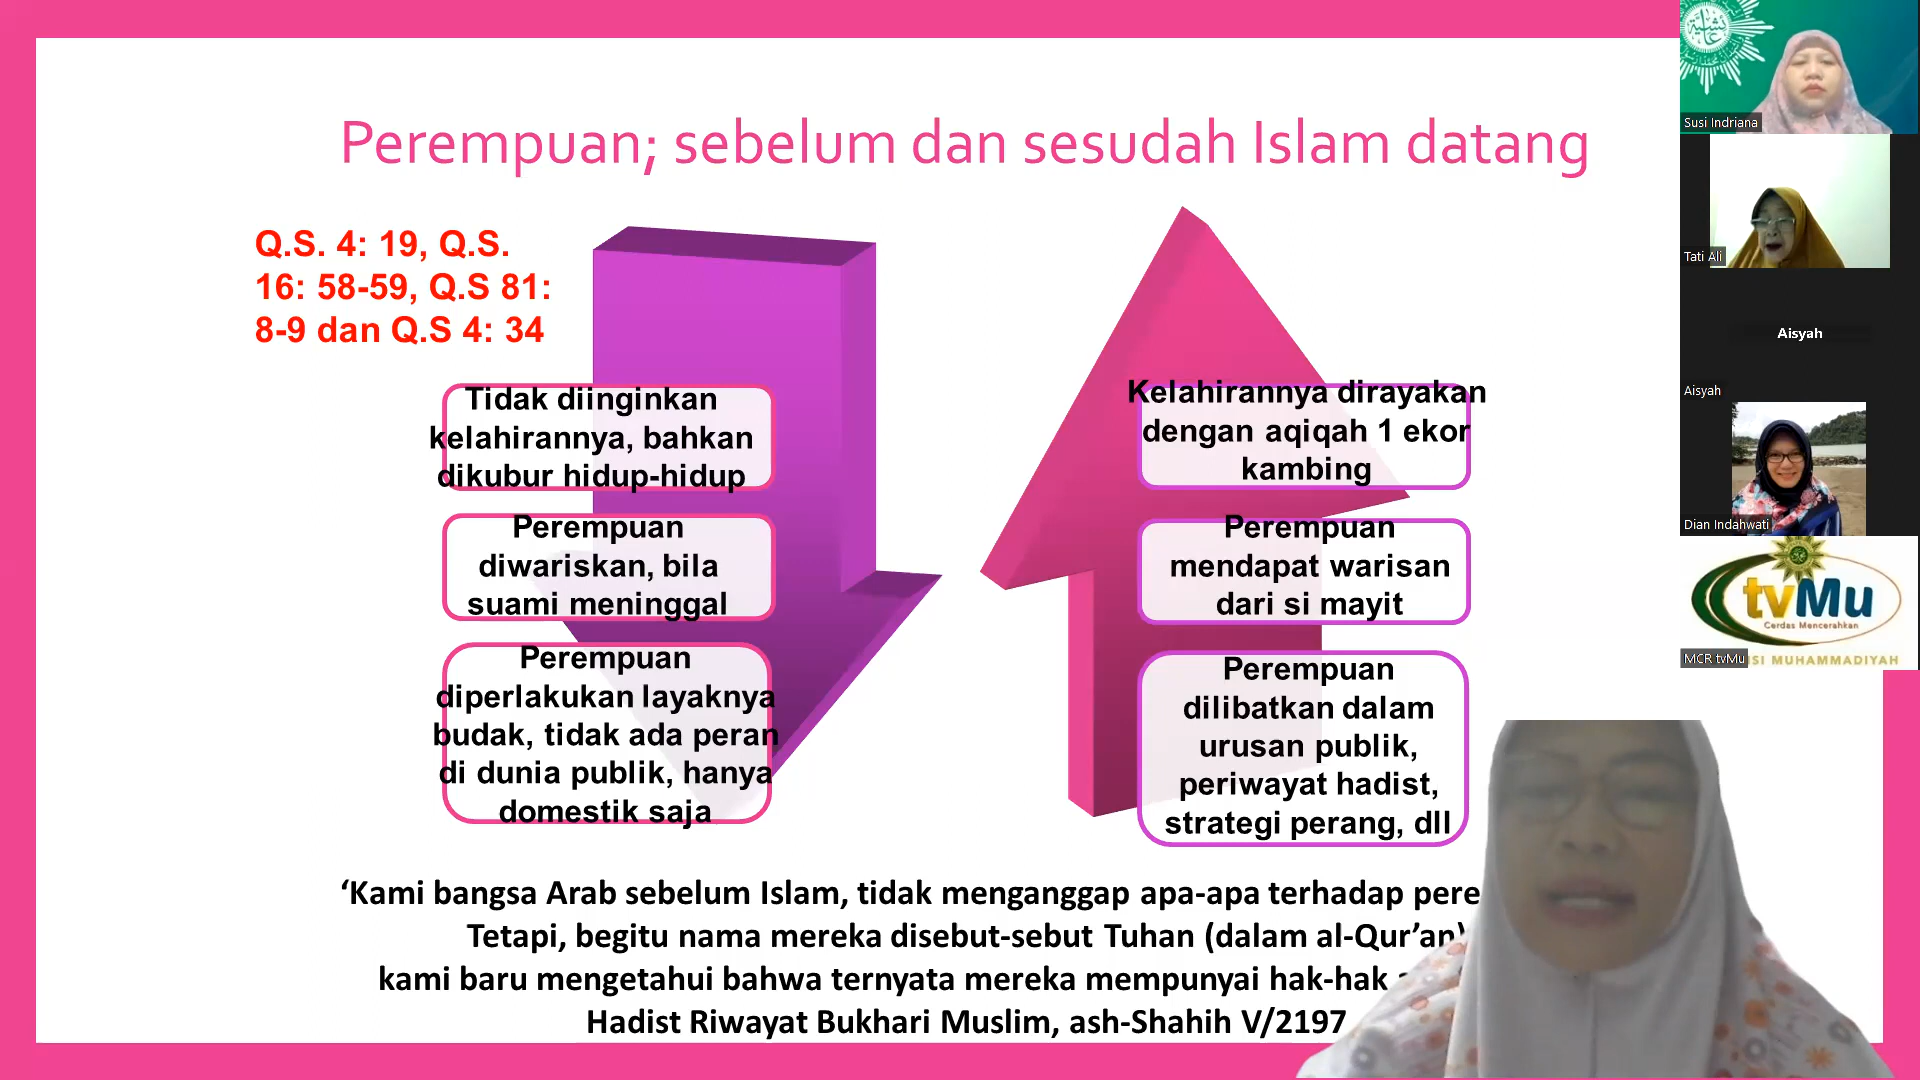 Perempuan; sebelum dan sesudah Islam datang
Q.S. 4: 19, Q.S.
16: 58-59, Q.S 81:
8-9 dan Q.S 4: 34
Tidak diinginkan
kelahirannya, bahkan
dikubur hidup-hidup
Perempuan
diwariskan, bila
suami meninggal
Perempuan
diperlakukan layaknya
budak, tidak ada peran
di dunia publik, hanya
domestik saja
Kelahirannya dirayakan
dengan aqiqah 1 ekor
kambing
Perempuan
mendapat warisan
dari si mayit
Perempuan
dilibatkan dalam
urusan publik,
periwayat hadist,
strategi perang, dll
‘Kami bangsa Arab sebelum Islam, tidak menganggap apa-apa terhadap pere
Tetapi, begitu nama mereka disebut-sebut Tuhan (dalam al-Qur’an)
kami baru mengetahui bahwa ternyata mereka mempunyai hak-hak
Hadist Riwayat Bukhari Muslim, ash-Shahih V/2197
Susi Indriana
Tati Ali
Aisyah
Aisyah
Dian Indahwati
tvMu
Cerdas Mencerahkan
MCR tvMu
SI MUHAMMADIYAH